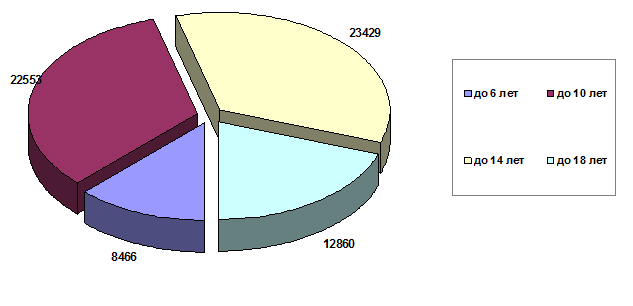 23429
22553
12860
8466
до 6 лет
до 10 лет
до 14 лет
до 18 лет